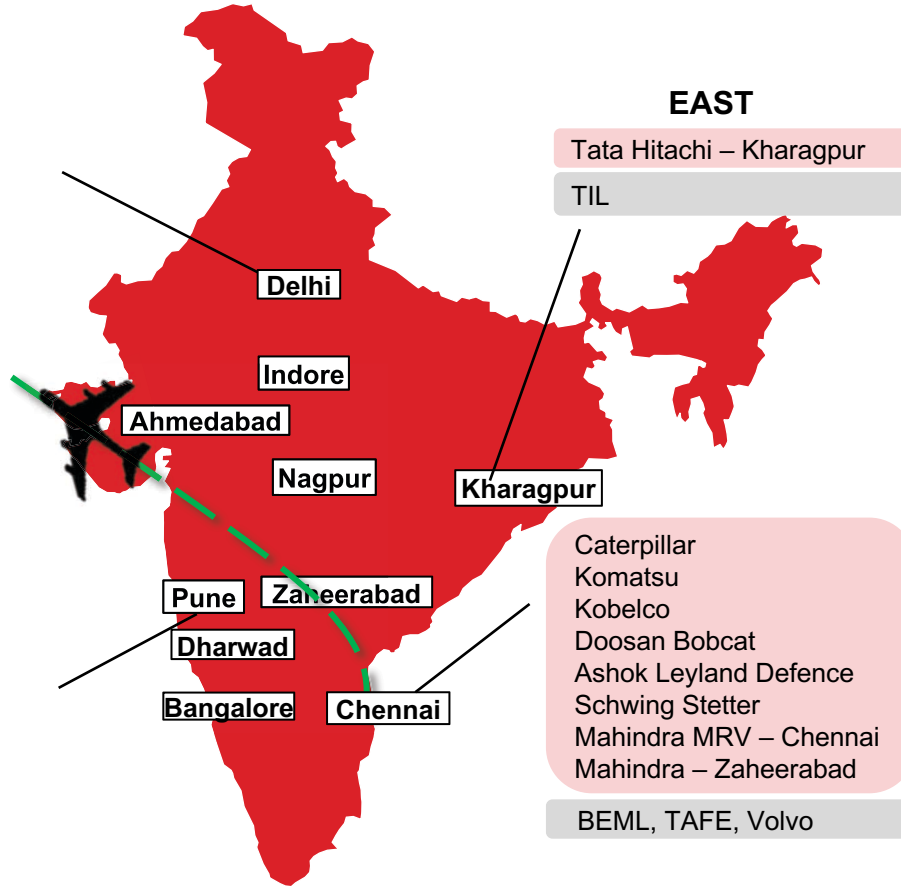 EAST
Tata Hitachi – Kharagpur
TIL
Delhi
Indore
Ahmedabad
Nagpur
Kharagpur
Pune
Zaheerabad
Dharwad
Bangalore
Chennai
Caterpillar
Komatsu
Kobelco
Doosan Bobcat
Ashok Leyland Defence
Schwing Stetter
Mahindra MRV – Chennai
Mahindra – Zaheerabad
BEML, TAFE, Volvo